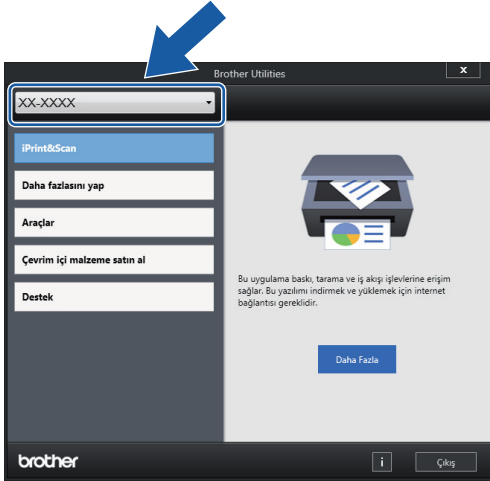 Brother Utilities
x
XX-XXXX
iPrint&Scan
Daha fazlasını yap
Araçlar
Çevrim içi malzeme satın al
Destek
Bu uygulama baskı, tarama ve iş akışı işlevlerine erişim
sağlar. Bu yazılımı indirmek ve yüklemek için internet
bağlantısı gereklidir.
Daha Fazla
brother
i
Çıkış